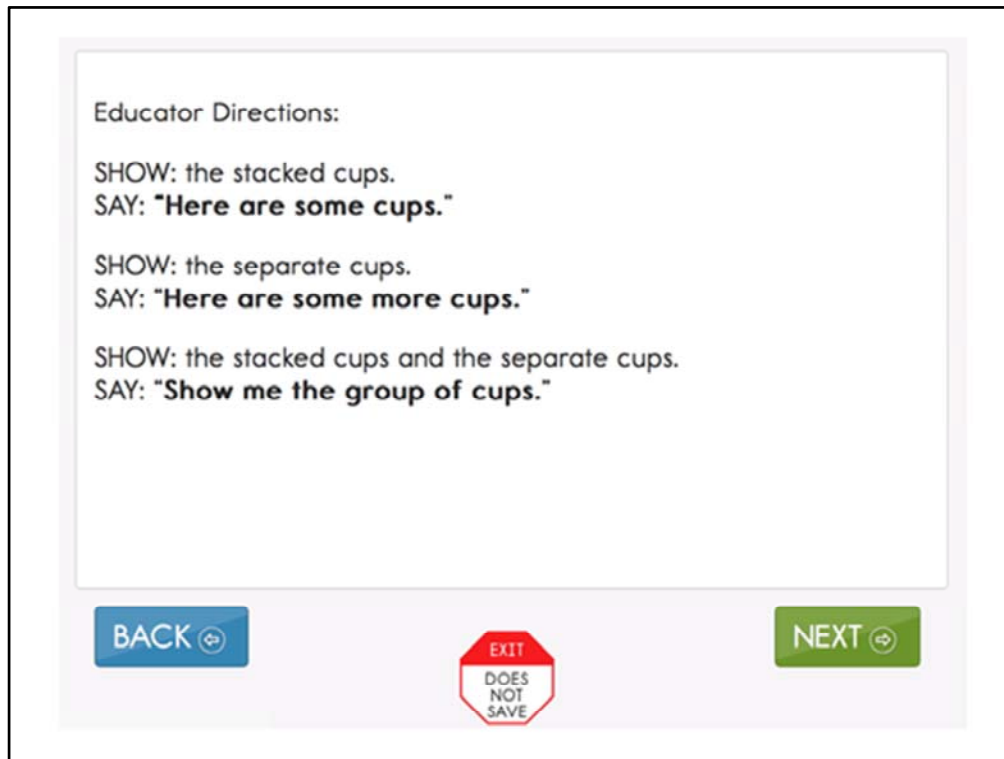 Educator Directions:
SHOW: the stacked cups.
SAY: "Here are some cups."
SHOW: the separate cups.
SAY: "Here are some more cups."
SHOW: the stacked cups and the separate cups.
SAY: "Show me the group of cups."
BACK
EXIT
DOES
NOT
SAVE
NEXT